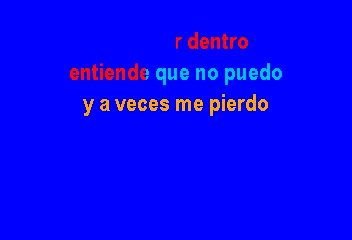 r dentro
entiende que no puedo
y a veces me pierdo